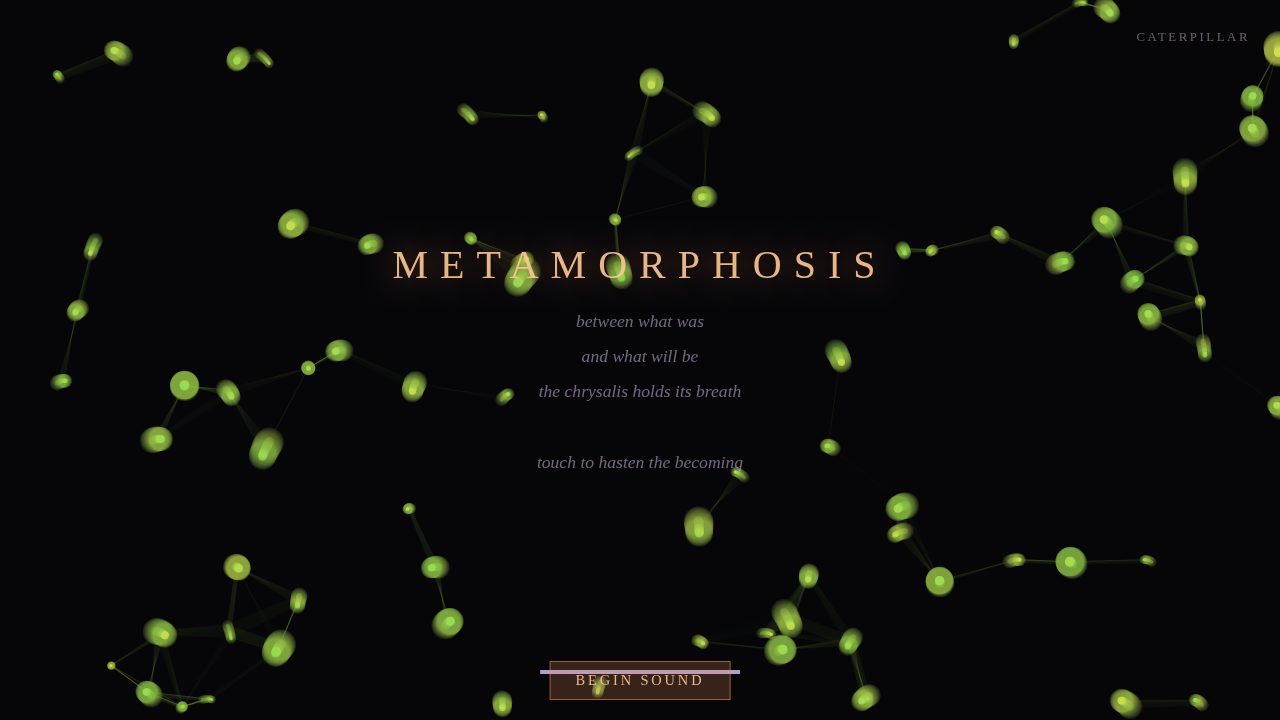 CATERPILLAR
METAMORPHOSIS
between what was
and what will be
the chrysalis holds its breath
touch to hasten the becoming
BEGIN SOUND